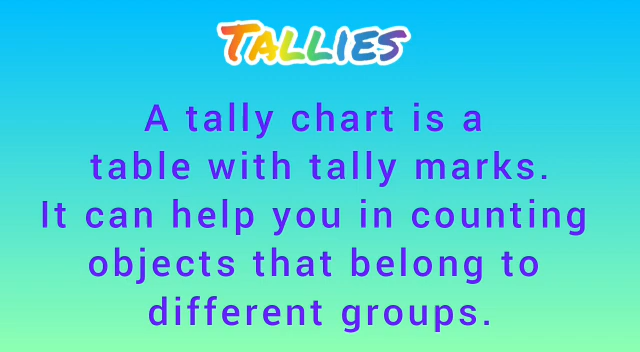 TALLIES
A tally chart is a
table with tally marks.
It can help you in counting
objects that belong to
different groups.